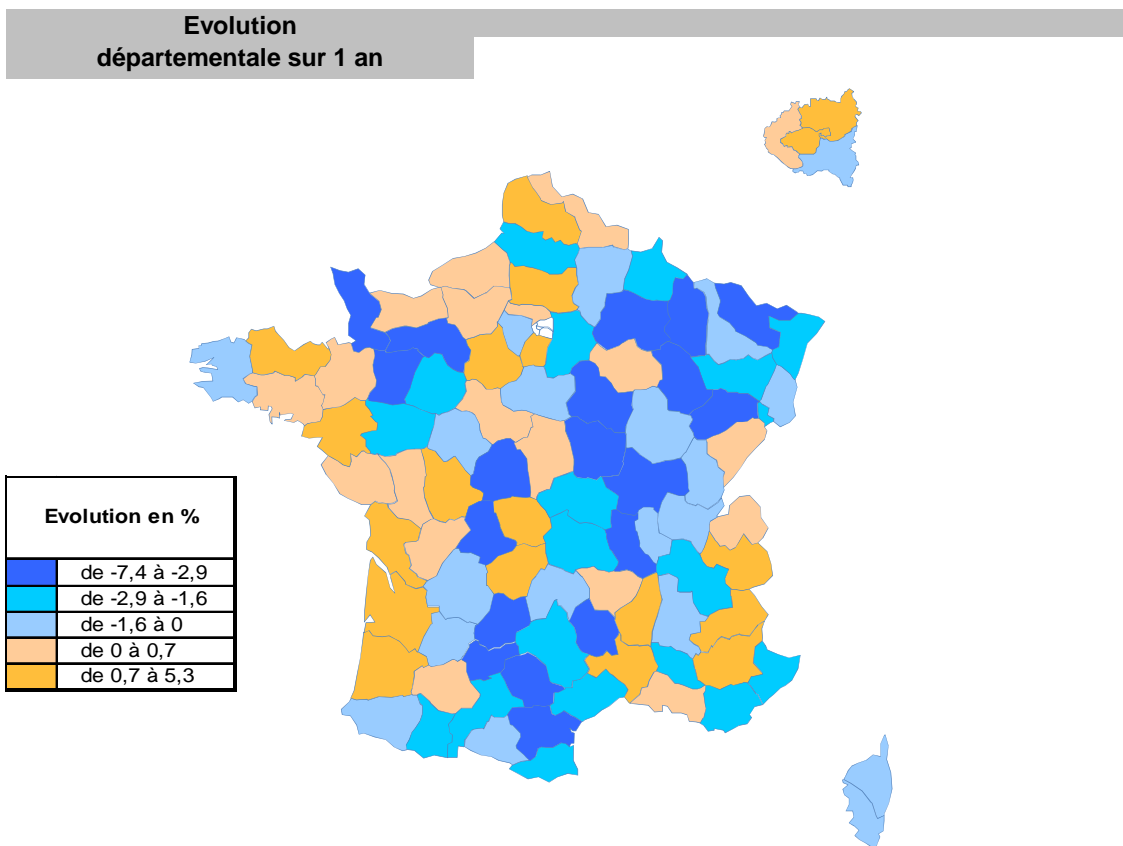 Evolution
départementale sur 1 an
Evolution en %
de -7,4 à -2,9
de -2,9 à -1,6
de -1,6 à 0
de 0 à 0,7
de 0,7 à 5,3